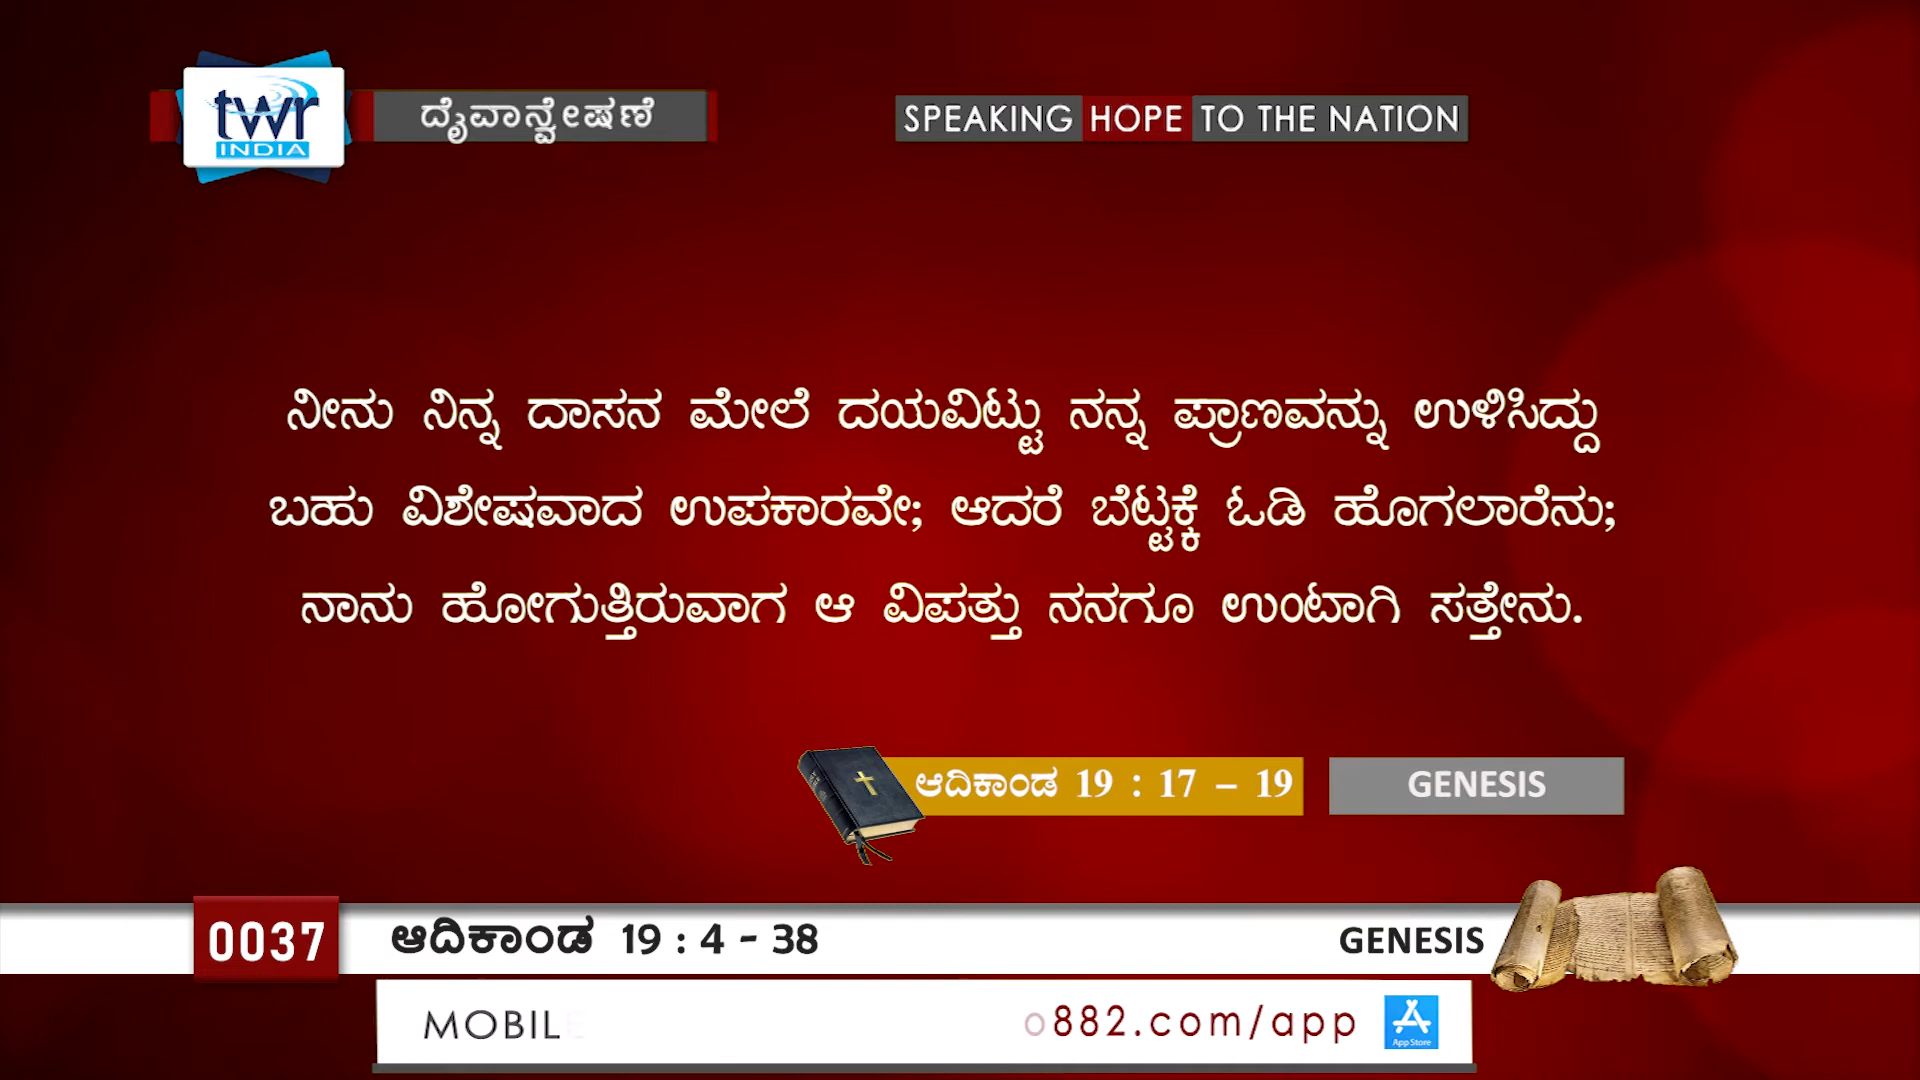 twr
INDIA
ದೈವಾನ್ವೇಷಣೆ
SPEAKING HOPE TO THE NATION
ನೀನು ನಿನ್ನ ದಾಸನ ಮೇಲೆ ದಯವಿಟ್ಟು ನನ್ನ ಪ್ರಾಣವನ್ನು ಉಳಿಸಿದ್ದು
ಬಹು ವಿಶೇಷವಾದ ಉಪಕಾರವೇ; ಆದರೆ ಬೆಟ್ಟಕ್ಕೆ ಓಡಿ ಹೊಗಲಾರೆನು;
ನಾನು ಹೋಗುತ್ತಿರುವಾಗ ಆ ವಿಪತ್ತು ನನಗೂ ಉಂಟಾಗಿ ಸತ್ತೇನು.
ಆದಿಕಾಂಡ 19 : 17 – 19
GENESIS
0037
ಆದಿಕಾಂಡ 19 : 4 - 38
GENESIS
MOBILE
o882.com/app
App Store